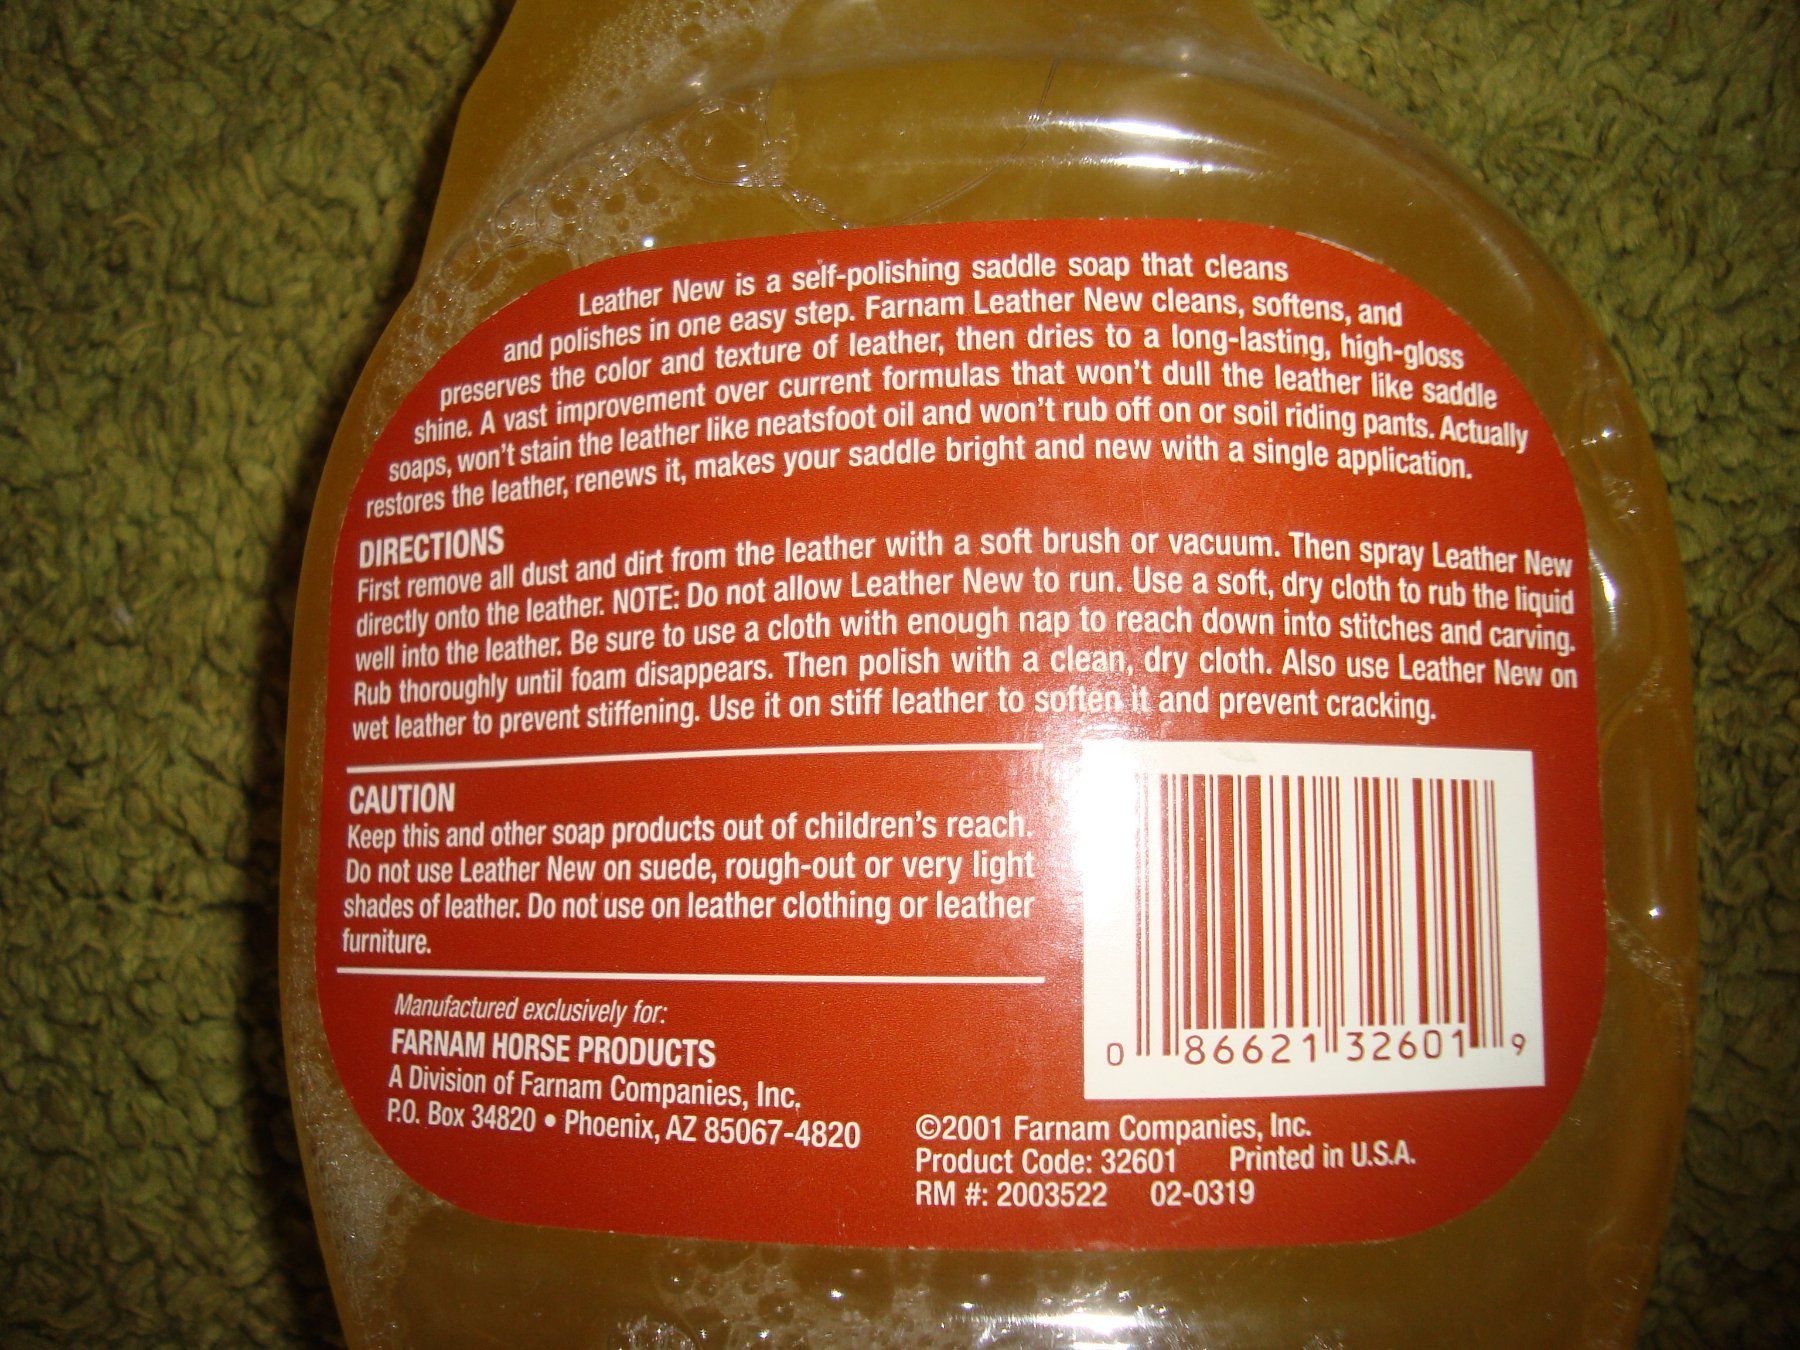 Leather New is a self-polishing saddle soap that cleans
and polishes in one easy step. Farnam Leather New cleans, softens, and
preserves the color and texture of leather, then dries to a long-lasting, high-gloss
shine. A vast improvement over current formulas that won't dull the leather like saddle
soaps, won't stain the leather like neatsfoot oil and won't rub off on or soil riding pants. Actually
restores the leather, renews it, makes your saddle bright and new with a single application.
DIRECTIONS
First remove all dust and dirt from the leather with a soft brush or vacuum. Then spray Leather New
directly onto the leather. NOTE: Do not allow Leather New to run. Use a soft, dry cloth to rub the liquid
well into the leather. Be sure to use a cloth with enough nap to reach down into stitches and carving.
Rub thoroughly until foam disappears. Then polish with a clean, dry cloth. Also use Leather New on
wet leather to prevent stiffening. Use it on stiff leather to soften it and prevent cracking.
CAUTION
Keep this and other soap products out of children's reach.
Do not use Leather New on suede, rough-out or very light
shades of leather. Do not use on leather clothing or leather
furniture.
Manufactured exclusively for:
FARNAM HORSE PRODUCTS
A Division of Farnam Companies, Inc.
P.O. Box 34820 • Phoenix, AZ 85067-4820
0 86621 32601 9
©2001 Farnam Companies, Inc.
Product Code: 32601 Printed in U.S.A.
RM #: 2003522 02-0319